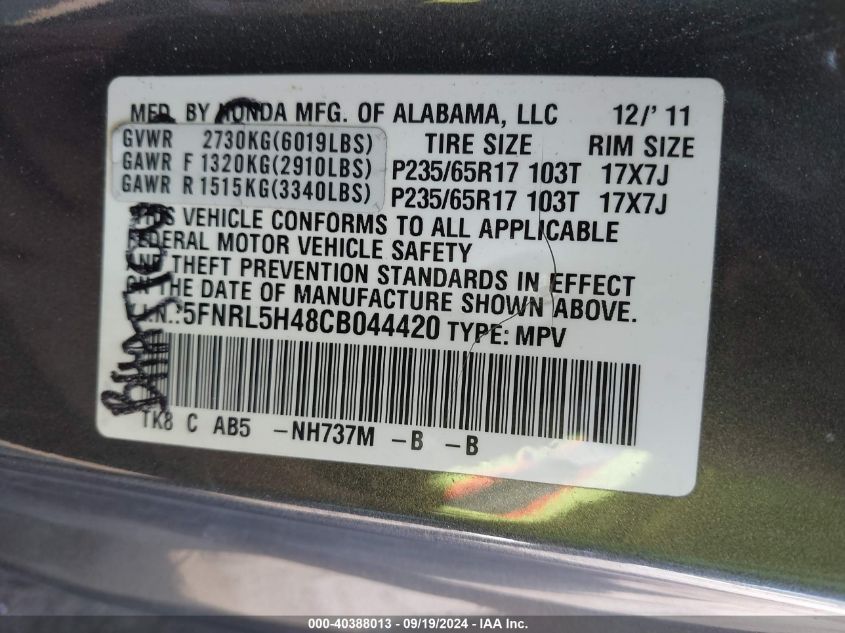 MFD. BY HONDA MFG. OF ALABAMA, LLC 12/' 11
GVWR 2730KG(6019LBS) TIRE SIZE RIM SIZE
GAWR F 1320KG(2910LBS) P235/65R17 103T 17X7J
GAWR R 1515KG(3340LBS) P235/65R17 103T 17X7J
THIS VEHICLE CONFORMS TO ALL APPLICABLE
FEDERAL MOTOR VEHICLE SAFETY
AND THEFT PREVENTION STANDARDS IN EFFECT
ON THE DATE OF MANUFACTURE SHOWN ABOVE.
V.I.N.:5FNRL5H48CB044420 TYPE: MPV
TK8 C AB5 -NH737M -B -B
000-40388013 - 09/19/2024 - IAA Inc.